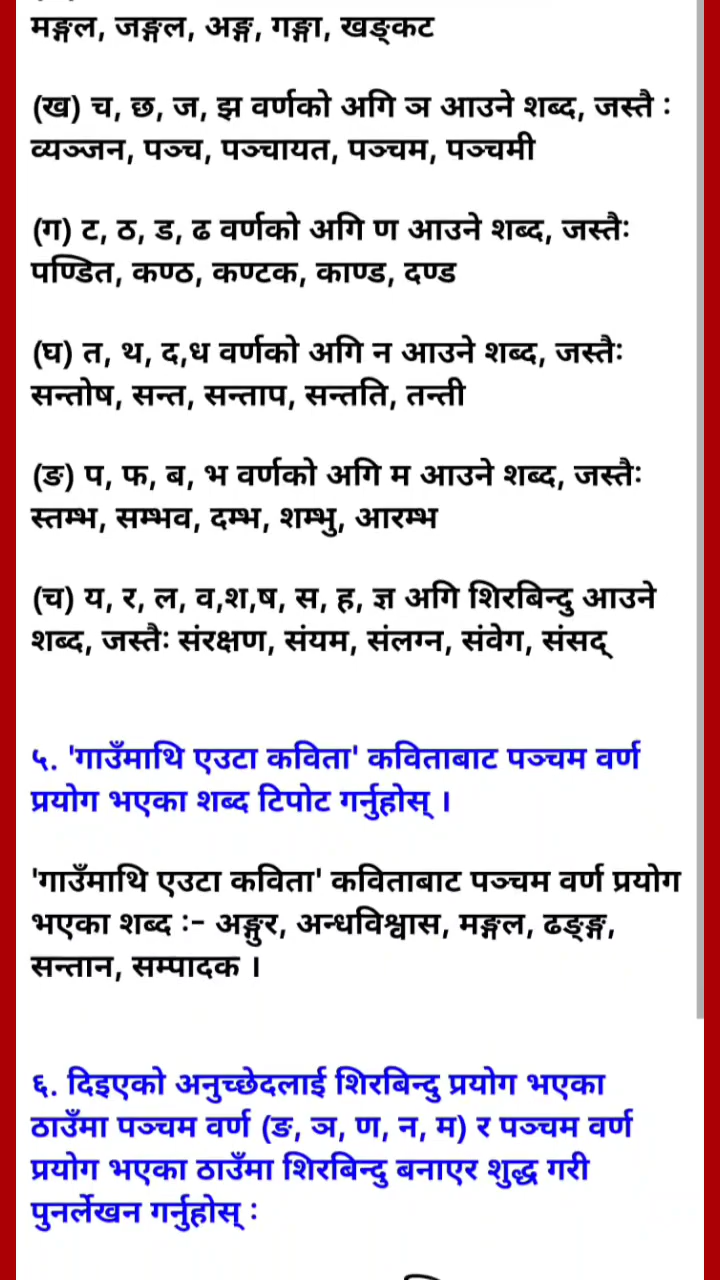 मङ्गल, जङ्गल, अङ्ग, गङ्गा, खङ्कट
(ख) च, छ, ज, झ वर्णको अगि ञ आउने शब्द, जस्तै :
व्यञ्जन, पञ्च, पञ्चायत, पञ्चम, पञ्चमी
(ग) ट, ठ, ड, ढ वर्णको अगि ण आउने शब्द, जस्तैः
पण्डित, कण्ठ, कण्टक, काण्ड, दण्ड
(घ) त, थ, द,ध वर्णको अगि न आउने शब्द, जस्तैः
सन्तोष, सन्त, सन्ताप, सन्तति, तन्ती
(ङ) प, फ, ब, भ वर्णको अगि म आउने शब्द, जस्तैः
स्तम्भ, सम्भव, दम्भ, शम्भु, आरम्भ
(च) य, र, ल, व,श,ष, स, ह, ज्ञ अगि शिरबिन्दु आउने
शब्द, जस्तैः संरक्षण, संयम, संलग्न, संवेग, संसद्
५. 'गाउँमाथि एउटा कविता' कविताबाट पञ्चम वर्ण
प्रयोग भएका शब्द टिपोट गर्नुहोस् ।
'गाउँमाथि एउटा कविता' कविताबाट पञ्चम वर्ण प्रयोग
भएका शब्द :- अङ्कुर, अन्धविश्वास, मङ्गल, ढङ्ङ्ग,
सन्तान, सम्पादक ।
६. दिइएको अनुच्छेदलाई शिरबिन्दु प्रयोग भएका
ठाउँमा पञ्चम वर्ण (ङ, ञ, ण, न, म) र पञ्चम वर्ण
प्रयोग भएका ठाउँमा शिरबिन्दु बनाएर शुद्ध गरी
पुनर्लेखन गर्नुहोस् :